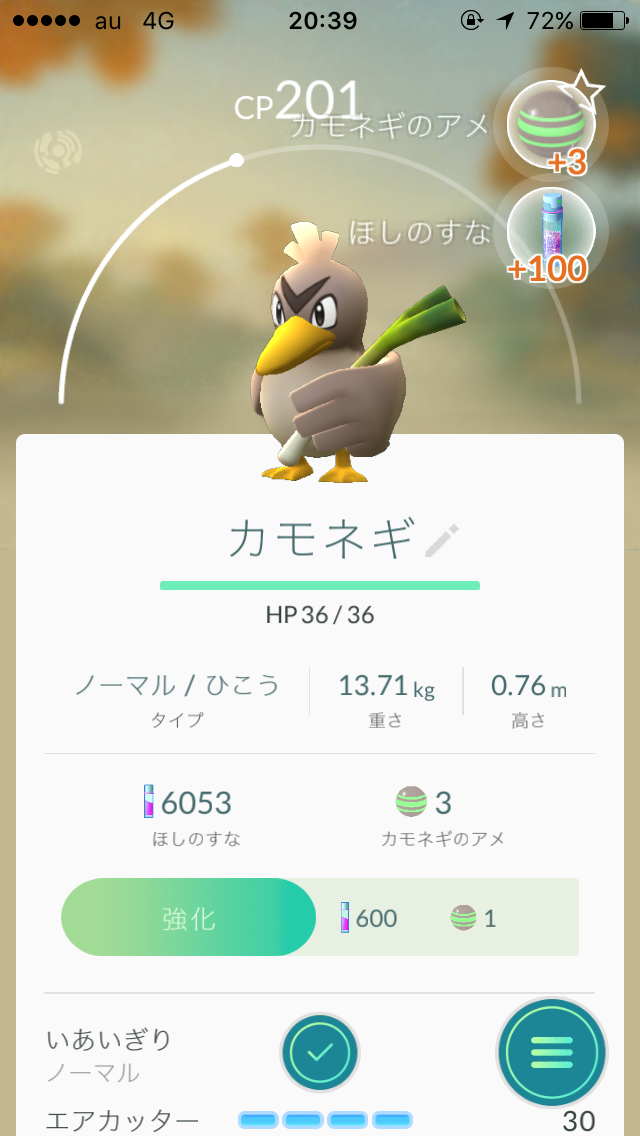 au 4G 20:39 72%
CP201
カモネギのアメ
+3
ほしのすな
+100
カモネギ
HP 36 / 36
ノーマル / ひこう 13.71 kg 0.76 m
タイプ 重さ 高さ
6053 3
ほしのすな カモネギのアメ
強化 600 1
いあいぎり
ノーマル
エアカッター 30